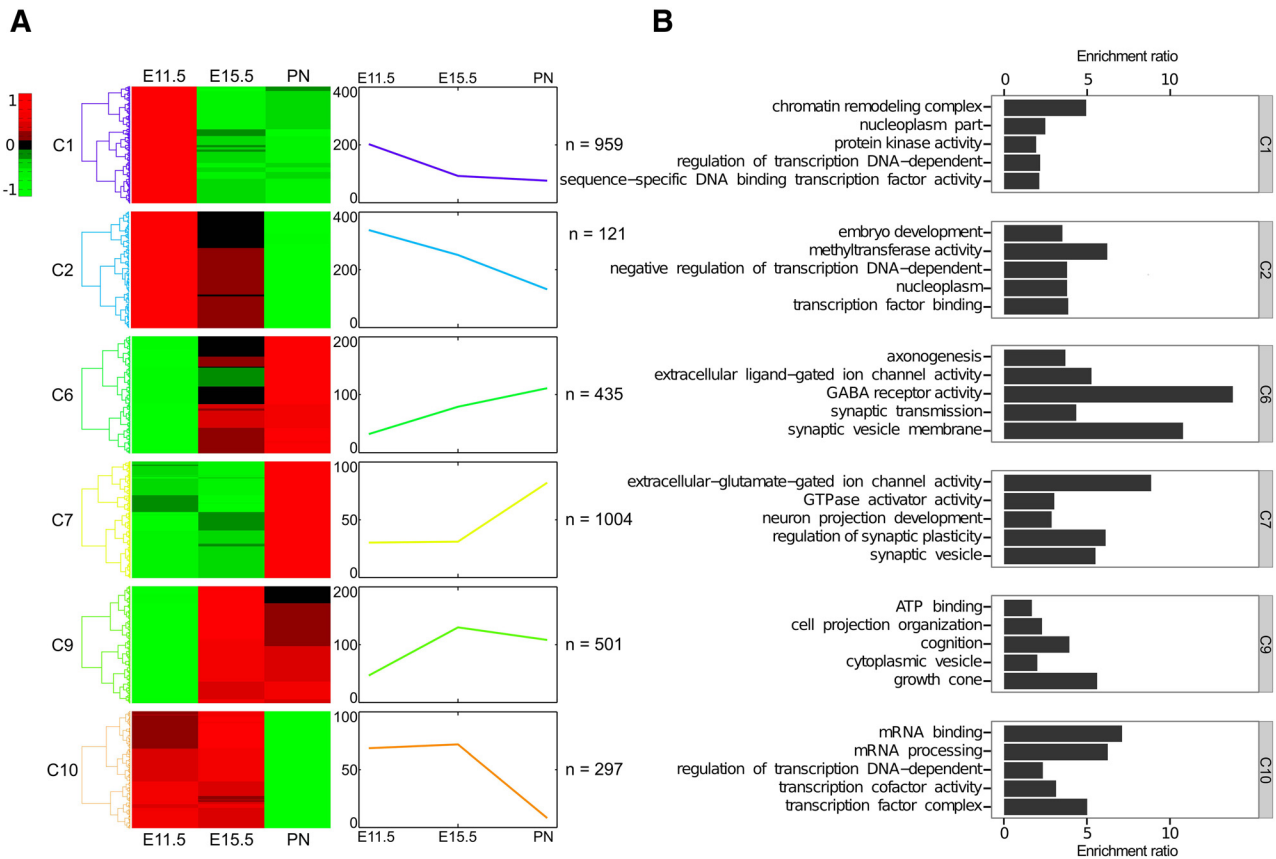 A
B
E11.5 E15.5 PN
E11.5 E15.5 PN
Enrichment ratio
0 5 10
1
0
-1
C1
400
200
0
n = 959
chromatin remodeling complex
nucleoplasm part
protein kinase activity
regulation of transcription DNA−dependent
sequence−specific DNA binding transcription factor activity
C1
C2
400
200
0
n = 121
embryo development
methyltransferase activity
negative regulation of transcription DNA−dependent
nucleoplasm
transcription factor binding
C2
C6
200
100
0
n = 435
axonogenesis
extracellular ligand−gated ion channel activity
GABA receptor activity
synaptic transmission
synaptic vesicle membrane
C6
C7
100
50
0
n = 1004
extracellular−glutamate−gated ion channel activity
GTPase activator activity
neuron projection development
regulation of synaptic plasticity
synaptic vesicle
C7
C9
200
100
0
n = 501
ATP binding
cell projection organization
cognition
cytoplasmic vesicle
growth cone
C9
C10
100
50
0
n = 297
mRNA binding
mRNA processing
regulation of transcription DNA−dependent
transcription cofactor activity
transcription factor complex
C10
E11.5 E15.5 PN
E11.5 E15.5 PN
0 5 10
Enrichment ratio